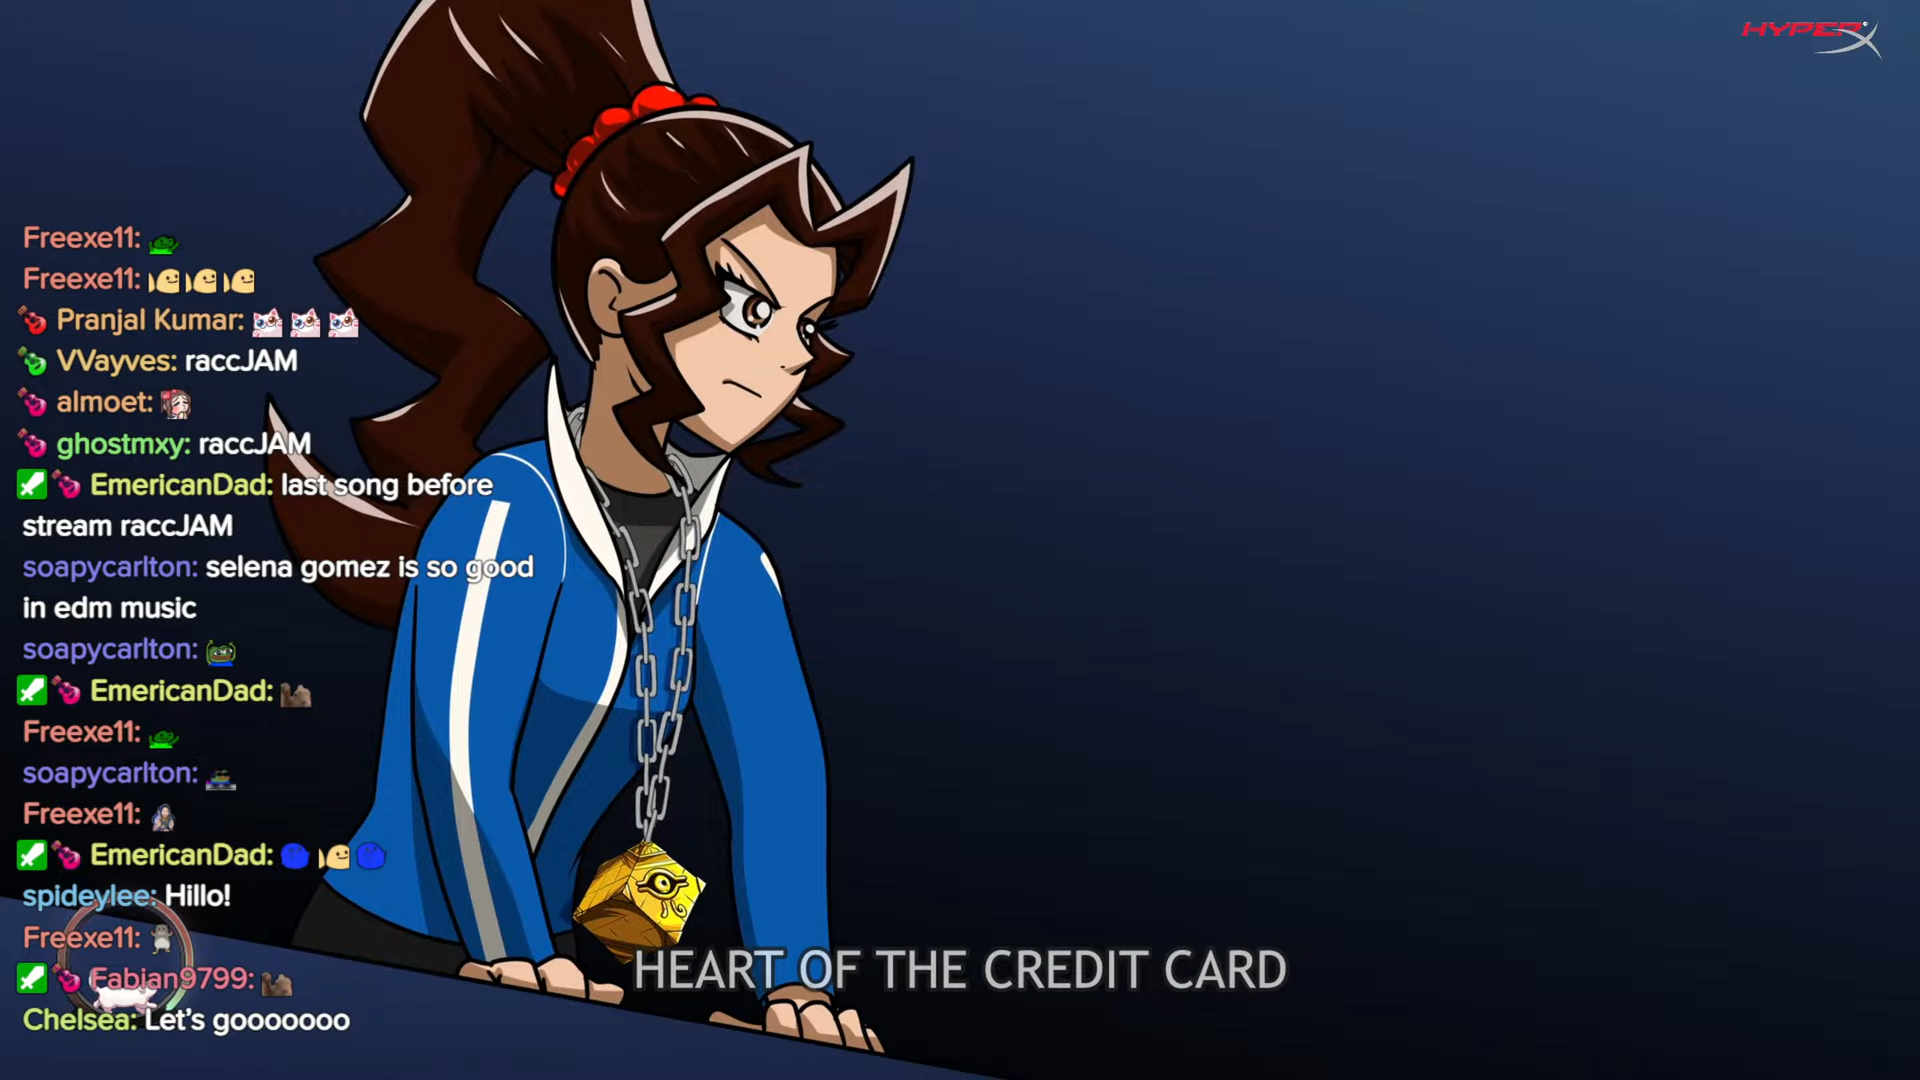 HYPERX
Freexe11:
Freexe11:
Pranjal Kumar:
VVayves: raccJAM
almoet:
ghostmxy: raccJAM
EmericanDad: last song before
stream raccJAM
soapycarlton: selena gomez is so good
in edm music
soapycarlton:
EmericanDad:
Freexe11:
soapycarlton:
Freexe11:
EmericanDad:
spideylee: Hillo!
Freexe11:
Fabian9799:
Chelsea: Let's gooooooo
HEART OF THE CREDIT CARD